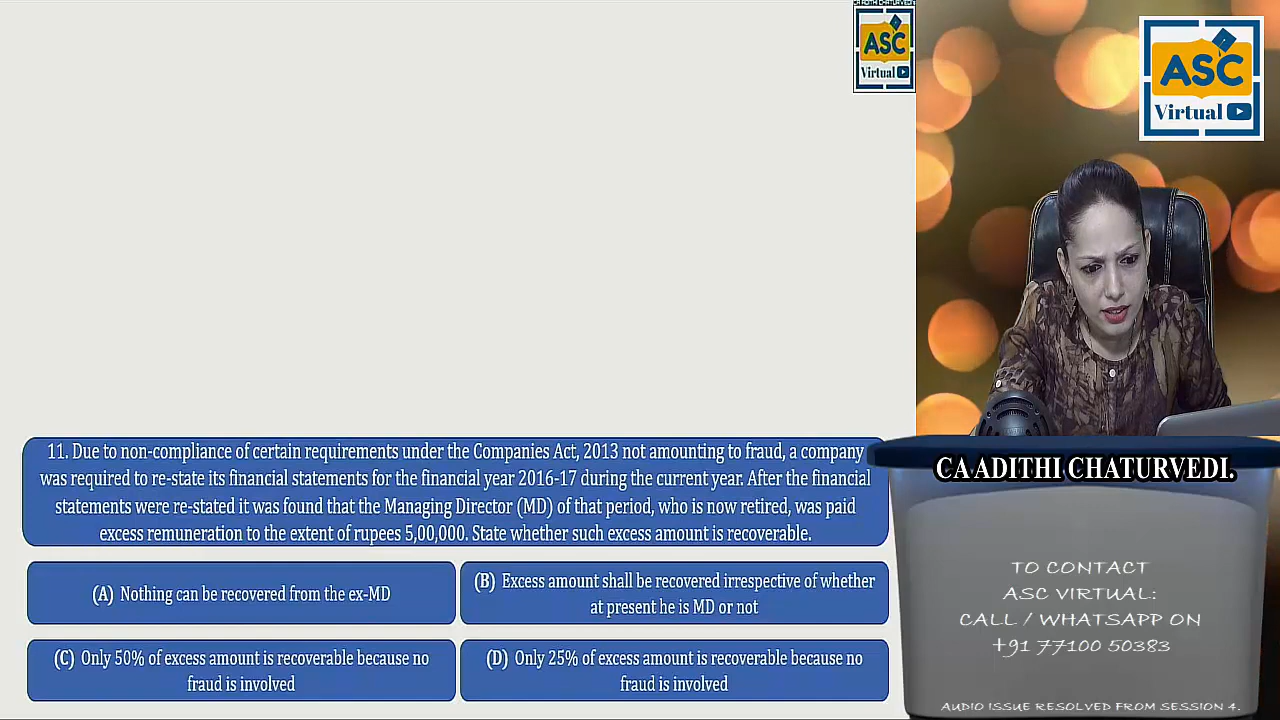 CA ADITHI CHATURVEDI
ASC
Virtual
ASC
Virtual
11. Due to non-compliance of certain requirements under the Companies Act, 2013 not amounting to fraud, a company
was required to re-state its financial statements for the financial year 2016-17 during the current year. After the financial
statements were re-stated it was found that the Managing Director (MD) of that period, who is now retired, was paid
excess remuneration to the extent of rupees 5,00,000. State whether such excess amount is recoverable.
(A) Nothing can be recovered from the ex-MD
(B) Excess amount shall be recovered irrespective of whether
at present he is MD or not
(C) Only 50% of excess amount is recoverable because no
fraud is involved
(D) Only 25% of excess amount is recoverable because no
fraud is involved
CA ADITHI CHATURVEDI.
TO CONTACT
ASC VIRTUAL:
CALL / WHATSAPP ON
+91 77100 50383
AUDIO ISSUE RESOLVED FROM SESSION 4.